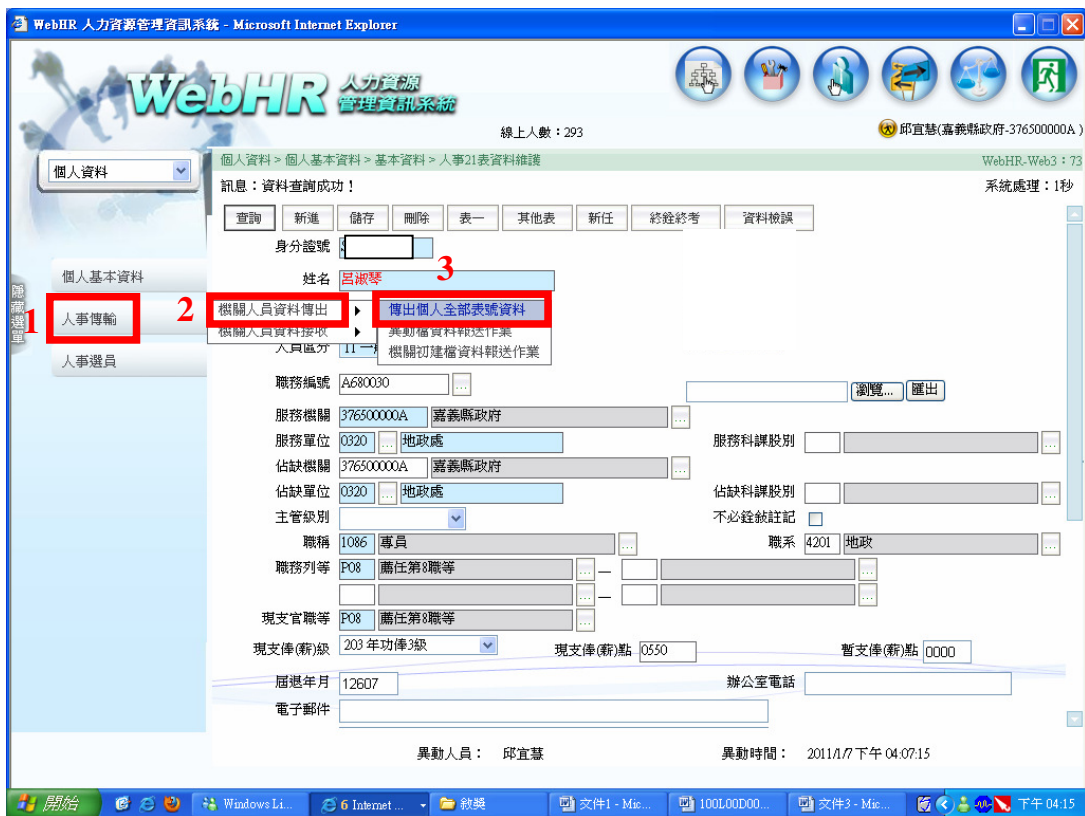 WebHR 人力資源管理資訊系統 - Microsoft Internet Explorer
WebHR 人力資源
管理資訊系統
線上人數：293
邱宜慧(嘉義縣政府-376500000A )
個人資料
個人資料 > 個人基本資料 > 基本資料 > 人事21表資料維護
WebHR-Web3：73
訊息：資料查詢成功！
系統處理：1秒
查詢 新進 儲存 刪除 表一 其他表 新任 終銓終考 資料檢誤
身分證號
3
個人基本資料
姓名 呂淑琴
隱藏選單
1 人事傳輸
2 機關人員資料傳出
傳出個人全部表號資料
機關人員資料接收
異動檔資料報送作業
人事選員
人員區分
機關初建檔資料報送作業
職務編號 A680030 ...
瀏覽... 匯出
服務機關 376500000A 嘉義縣政府 ...
服務單位 0320 ... 地政處
服務科課股別 ...
佔缺機關 376500000A 嘉義縣政府 ...
佔缺單位 0320 ... 地政處
佔缺科課股別 ...
主管級別
不必銓敘註記
職稱 1086 專員 ...
職系 4201 地政 ...
職務列等 P08 薦任第8職等 ... — ...
... — ...
現支官職等 P08 薦任第8職等 ...
現支俸(薪)級 203 年功俸3級
現支俸(薪)點 0550
暫支俸(薪)點 0000
屆退年月 12607
辦公室電話
電子郵件
異動人員： 邱宜慧
異動時間： 2011/1/7 下午 04:07:15
開始 Windows Li... 6 Internet ... 敘獎 文件1 - Mic... 100L00D00... 文件3 - Mic... 下午 04:15